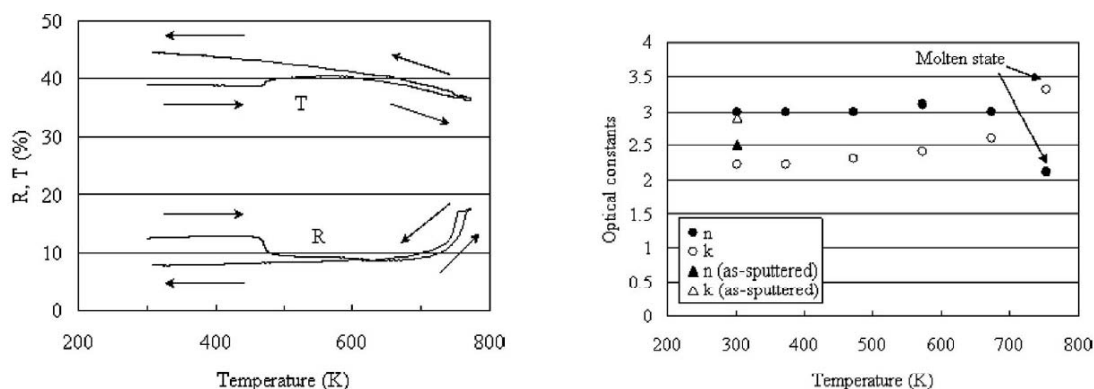 50
40
30
20
10
0
R, T (%)
T
R
200
400
600
800
Temperature (K)
4
3.5
3
2.5
2
1.5
1
0.5
0
Optical constants
Molten state
n
k
n (as-sputtered)
k (as-sputtered)
200
300
400
500
600
700
800
Temperature (K)